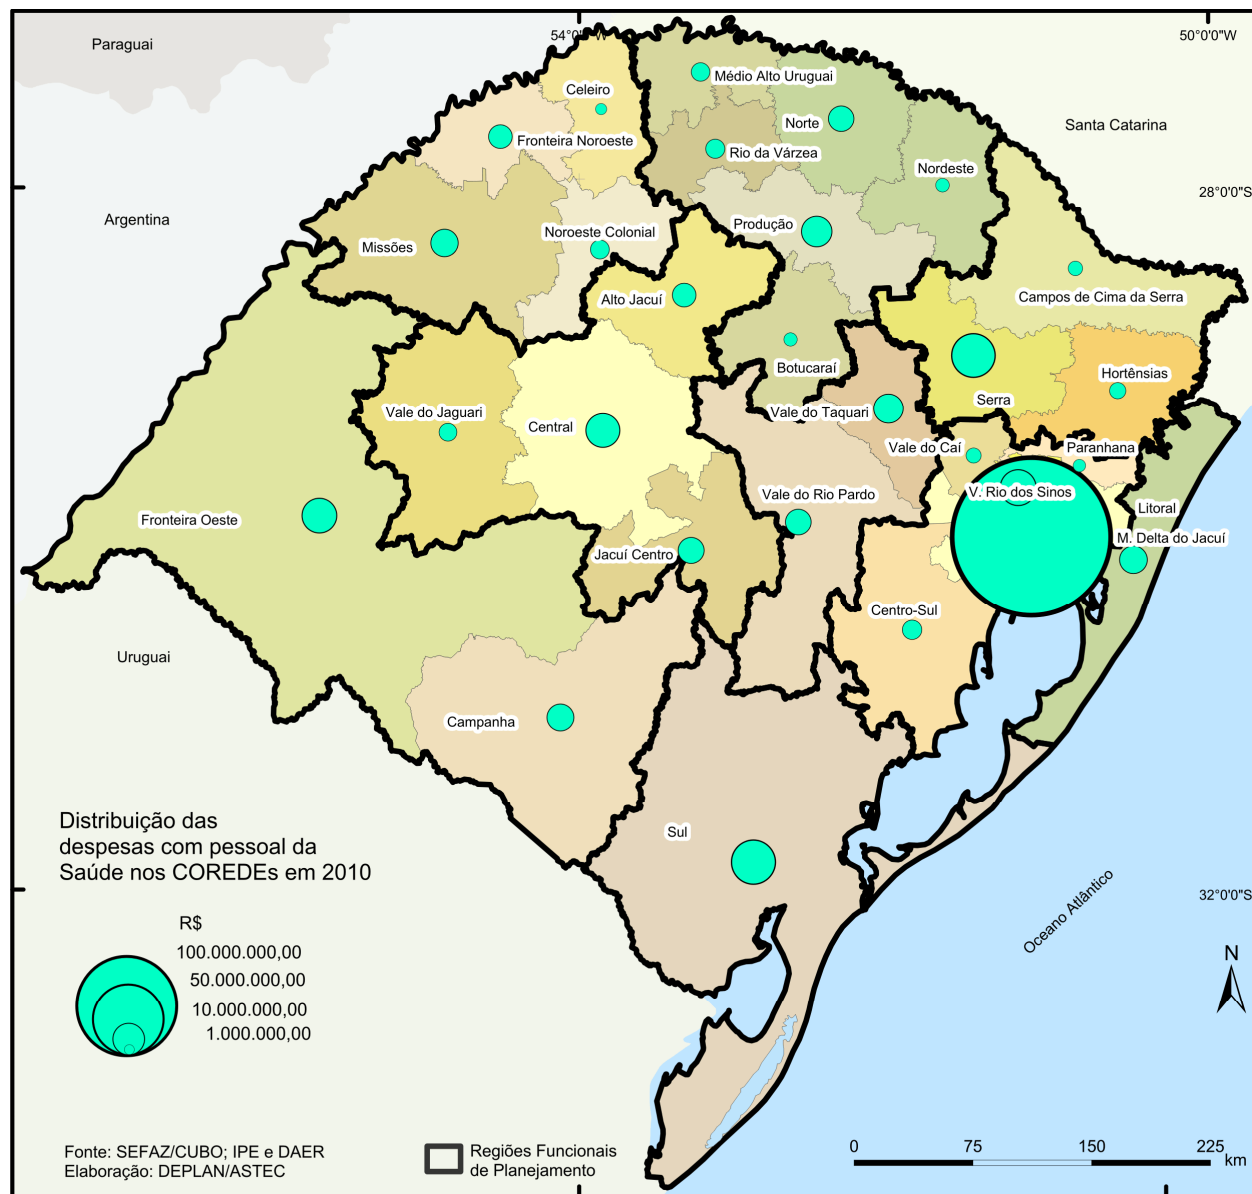 Paraguai
54°0'0"W
50°0'0"W
Médio Alto Uruguai
Celeiro
Norte
Santa Catarina
Fronteira Noroeste
Rio da Várzea
Nordeste
28°0'0"S
Argentina
Produção
Noroeste Colonial
Missões
Campos de Cima da Serra
Alto Jacuí
Botucaraí
Hortênsias
Serra
Vale do Jaguari
Vale do Taquari
Central
Vale do Caí
Paranhana
V. Rio dos Sinos
Vale do Rio Pardo
Litoral
Fronteira Oeste
M. Delta do Jacuí
Jacuí Centro
Centro-Sul
Uruguai
Campanha
Sul
Distribuição das
despesas com pessoal da
Saúde nos COREDEs em 2010
32°0'0"S
Oceano Atlântico
R$
100.000.000,00
50.000.000,00
10.000.000,00
1.000.000,00
N
Fonte: SEFAZ/CUBO; IPE e DAER
Elaboração: DEPLAN/ASTEC
Regiões Funcionais
de Planejamento
0 75 150 225
km